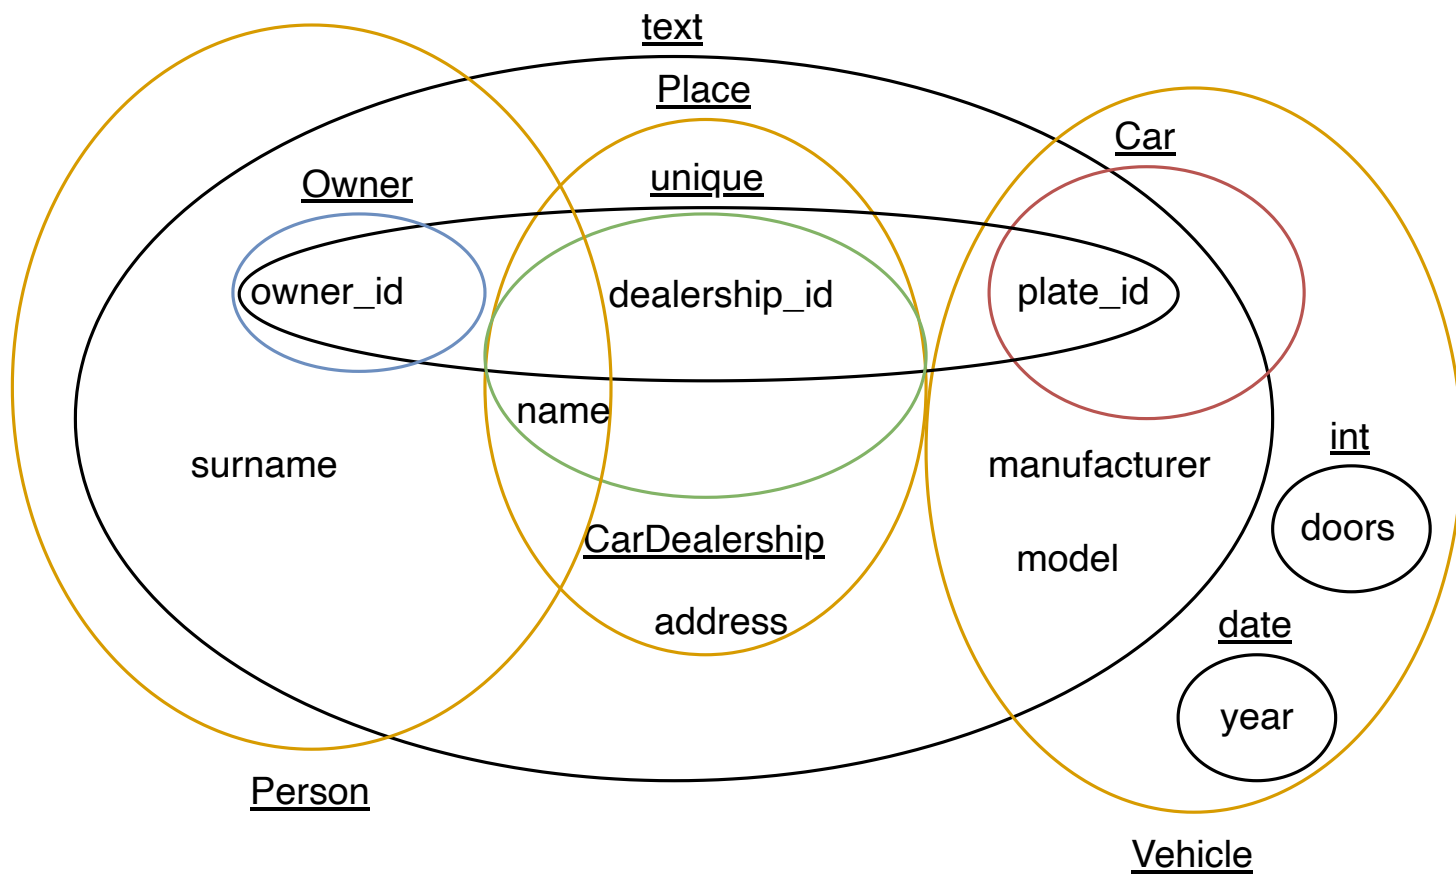 text
Place
Car
Owner
unique
owner_id
dealership_id
plate_id
name
surname
manufacturer
int
doors
CarDealership
model
address
date
year
Person
Vehicle